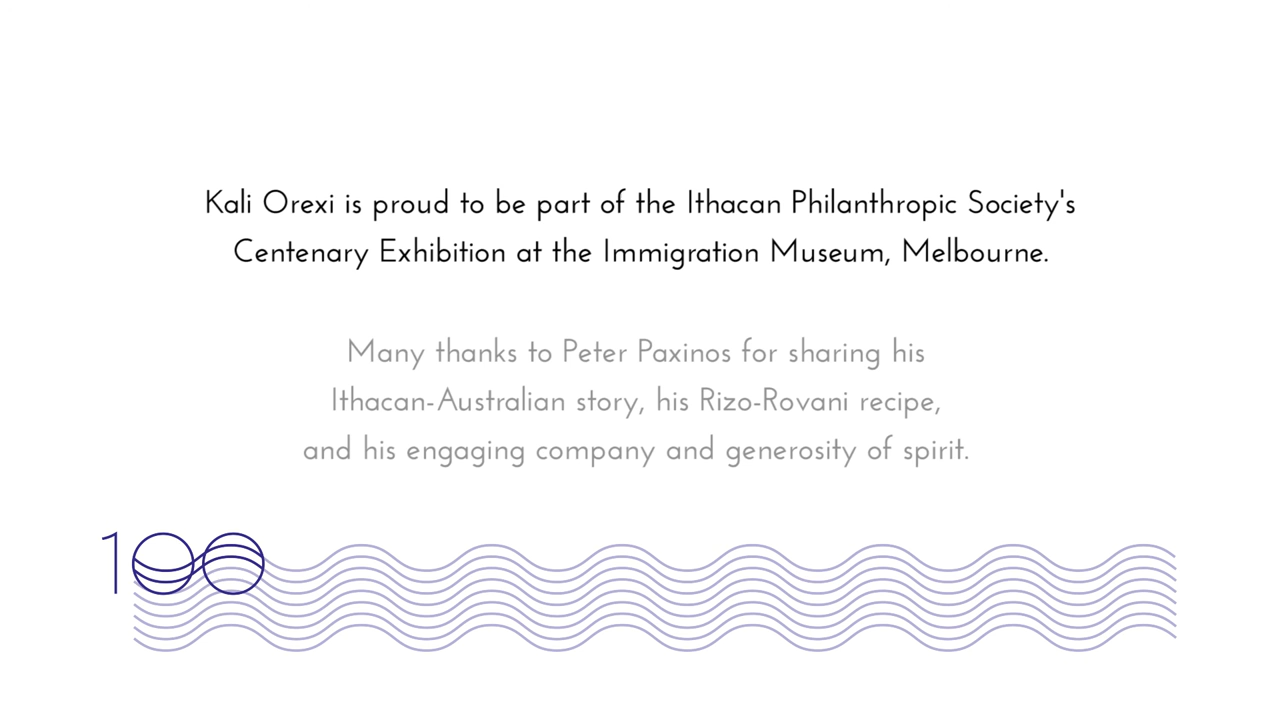 Kali Orexi is proud to be part of the Ithacan Philanthropic Society's
Centenary Exhibition at the Immigration Museum, Melbourne.
Many thanks to Peter Paxinos for sharing his
Ithacan-Australian story, his Rizo-Rovani recipe,
and his engaging company and generosity of spirit.
100